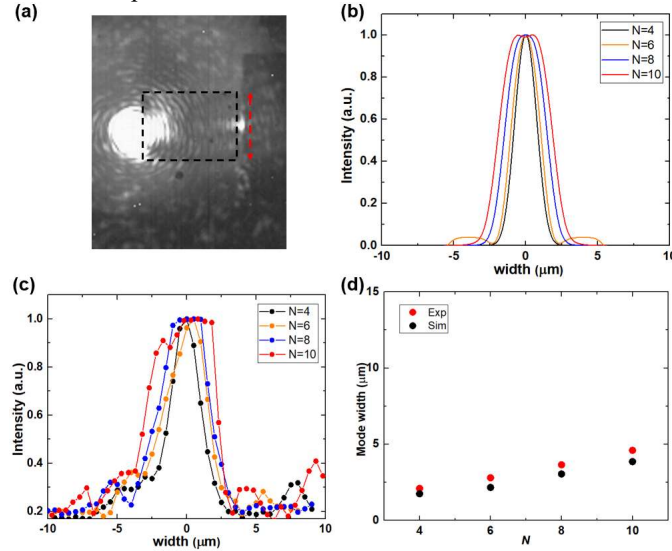 (a)
(b)
Intensity (a.u.)
1.0
0.8
0.6
0.4
0.2
0.0
-10 -5 0 5 10
width (μm)
N=4
N=6
N=8
N=10
(c)
Intensity (a.u.)
1.0
0.8
0.6
0.4
0.2
-10 -5 0 5 10
width (μm)
N=4
N=6
N=8
N=10
(d)
Mode width (μm)
15
10
5
0
4 6 8 10
N
Exp
Sim